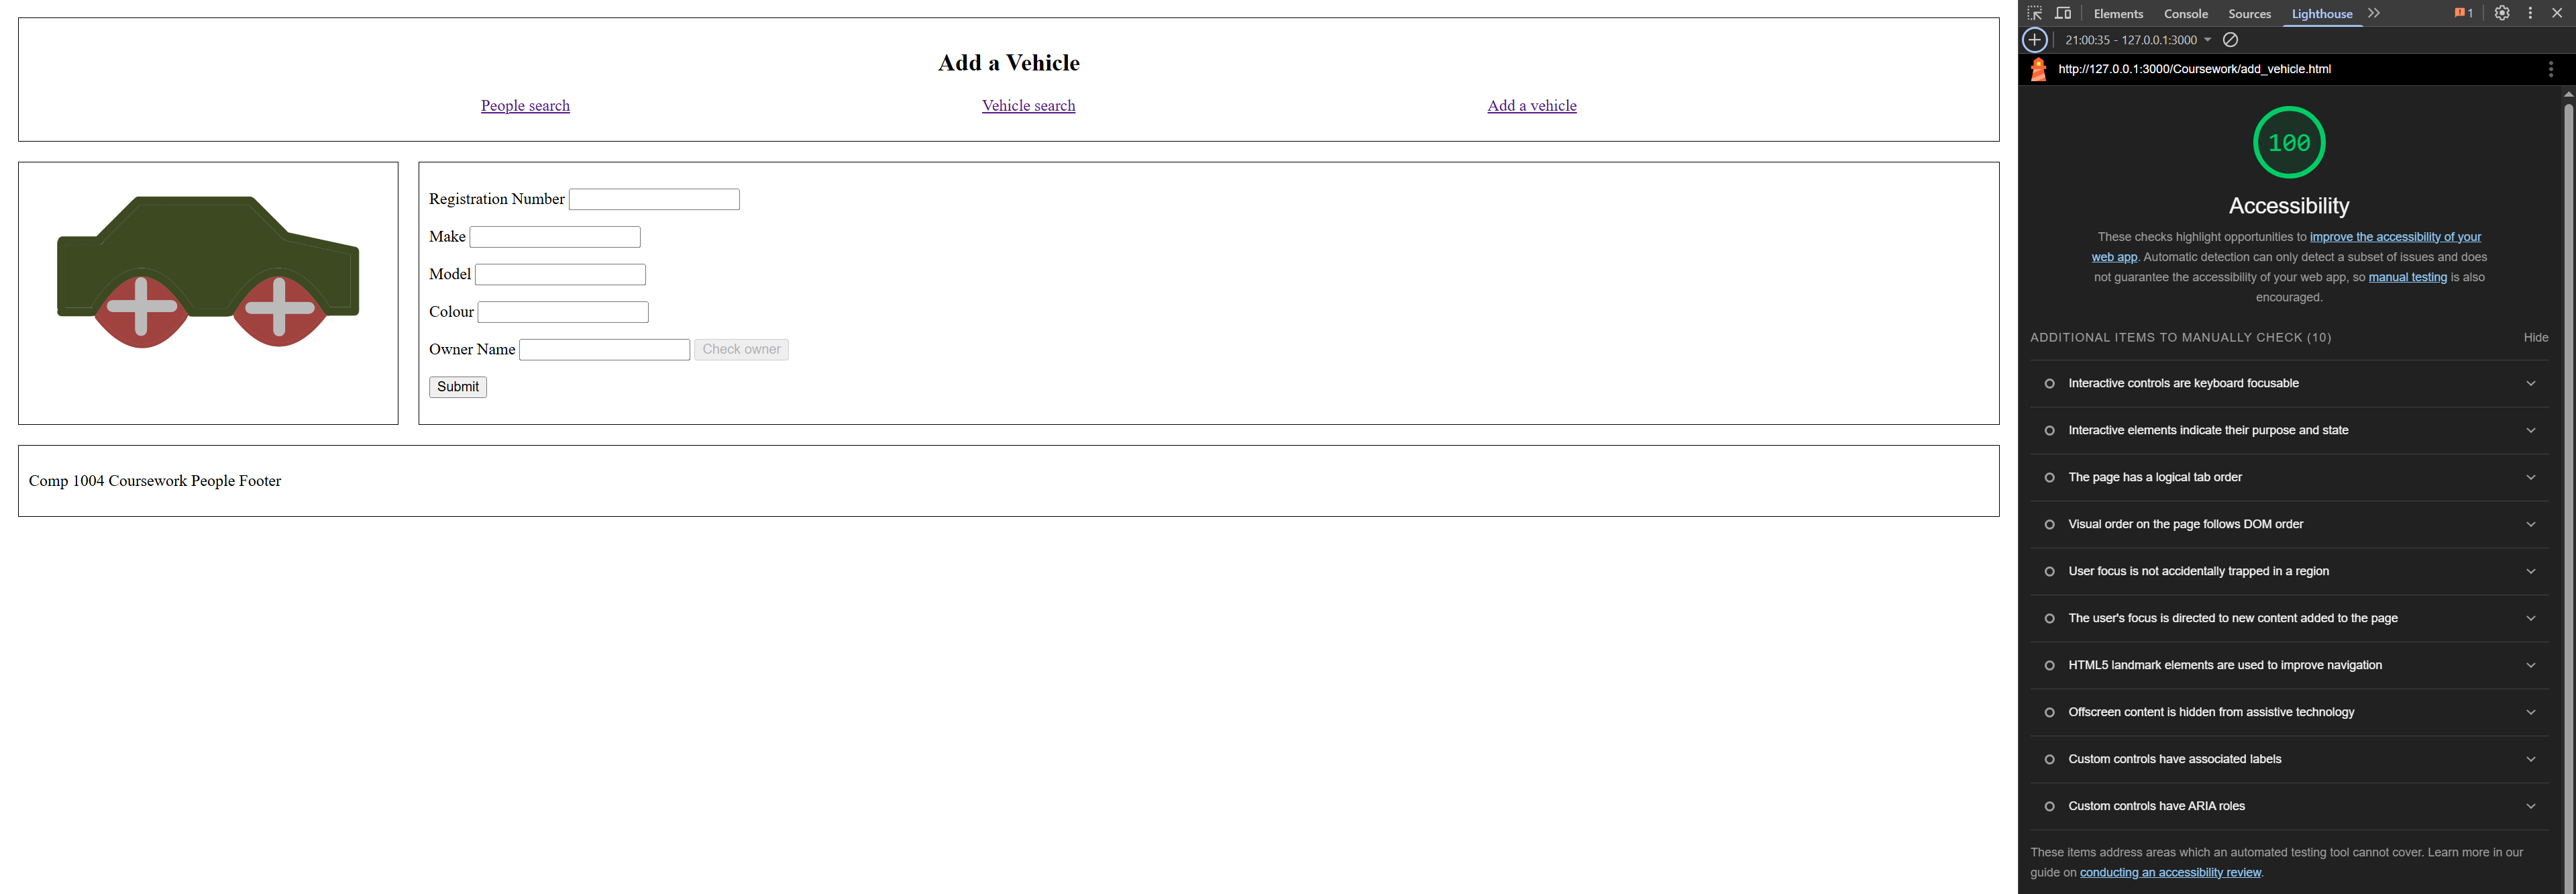 Add a Vehicle
People search
Vehicle search
Add a vehicle
Registration Number
Make
Model
Colour
Owner Name Check owner
Submit
Comp 1004 Coursework People Footer
Elements Console Sources Lighthouse 1
21:00:35 - 127.0.0.1:3000
http://127.0.0.1:3000/Coursework/add_vehicle.html
100
Accessibility
These checks highlight opportunities to improve the accessibility of your
web app. Automatic detection can only detect a subset of issues and does
not guarantee the accessibility of your web app, so manual testing is also
encouraged.
ADDITIONAL ITEMS TO MANUALLY CHECK (10) Hide
Interactive controls are keyboard focusable
Interactive elements indicate their purpose and state
The page has a logical tab order
Visual order on the page follows DOM order
User focus is not accidentally trapped in a region
The user's focus is directed to new content added to the page
HTML5 landmark elements are used to improve navigation
Offscreen content is hidden from assistive technology
Custom controls have associated labels
Custom controls have ARIA roles
These items address areas which an automated testing tool cannot cover. Learn more in our
guide on conducting an accessibility review.